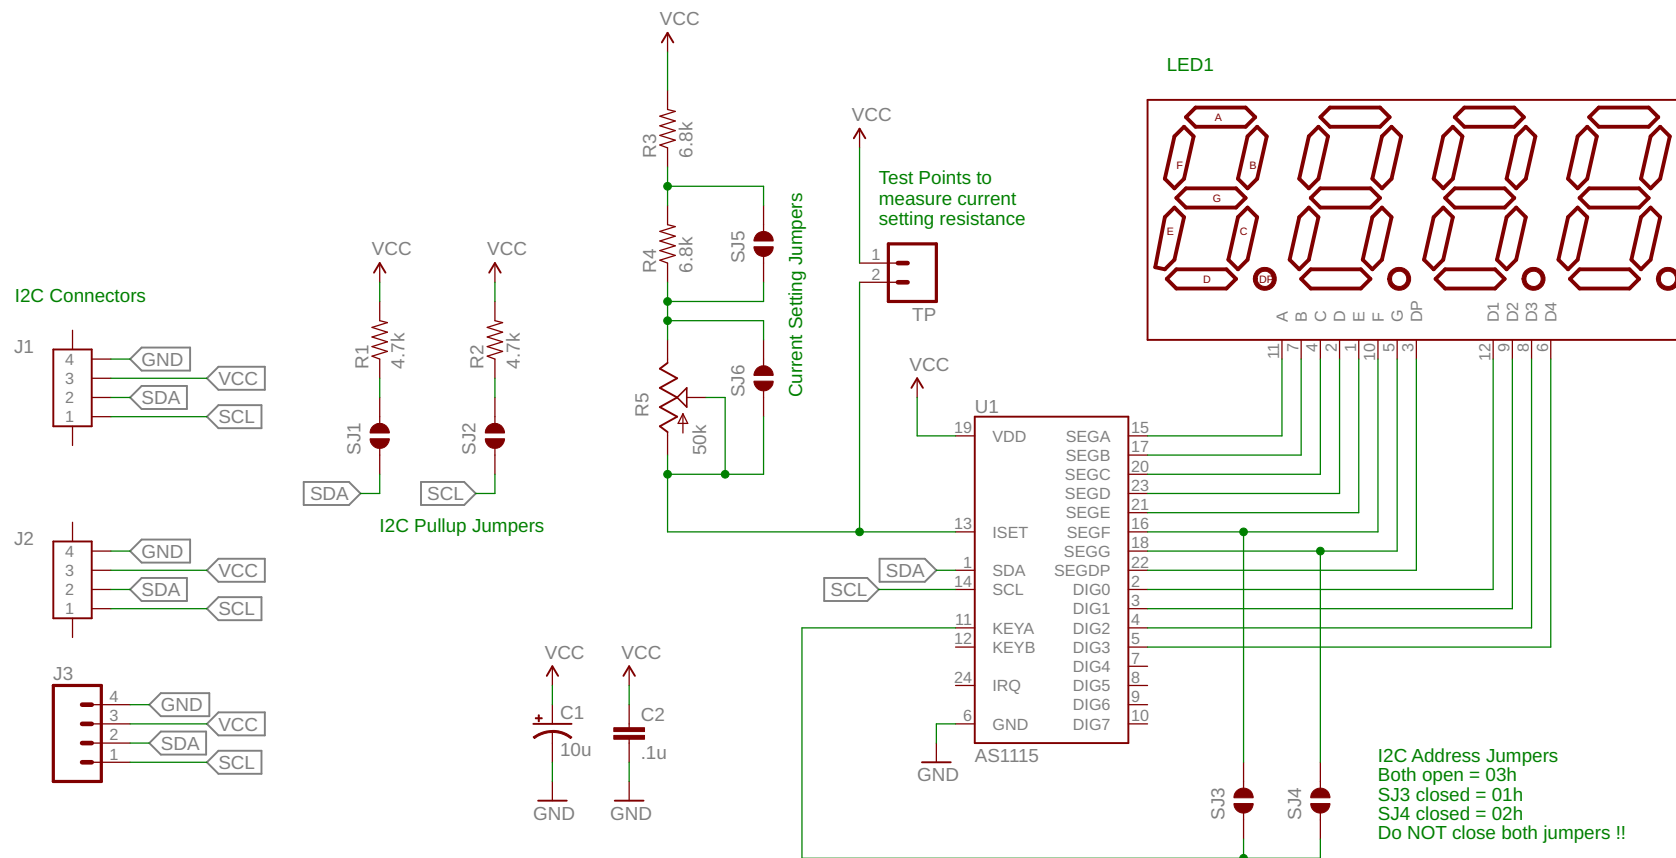 VCC
R3
6.8k
R4
6.8k
SJ5
R5
50k
SJ6
Current Setting Jumpers
VCC
Test Points to
measure current
setting resistance
1
2
TP
LED1
A
F
B
G
E
C
D
DP
A
B
C
D
E
F
G
DP
D1
D2
D3
D4
11
7
4
2
1
10
5
3
12
9
8
6
I2C Connectors
J1
4
3
2
1
GND
VCC
SDA
SCL
J2
4
3
2
1
GND
VCC
SDA
SCL
J3
4
3
2
1
GND
VCC
SDA
SCL
VCC
R1
4.7k
SJ1
SDA
VCC
R2
4.7k
SJ2
SCL
I2C Pullup Jumpers
VCC
C1
+
10u
GND
VCC
C2
.1u
GND
VCC
U1
19 VDD
13 ISET
SDA 1 SDA
SCL 14 SCL
11 KEYA
12 KEYB
24 IRQ
6 GND
GND
AS1115
SEGA 15
SEGB 17
SEGC 20
SEGD 23
SEGE 21
SEGF 16
SEGG 18
SEGDP 22
DIG0 2
DIG1 3
DIG2 4
DIG3 5
DIG4 7
DIG5 8
DIG6 9
DIG7 10
SJ3
SJ4
I2C Address Jumpers
Both open = 03h
SJ3 closed = 01h
SJ4 closed = 02h
Do NOT close both jumpers !!